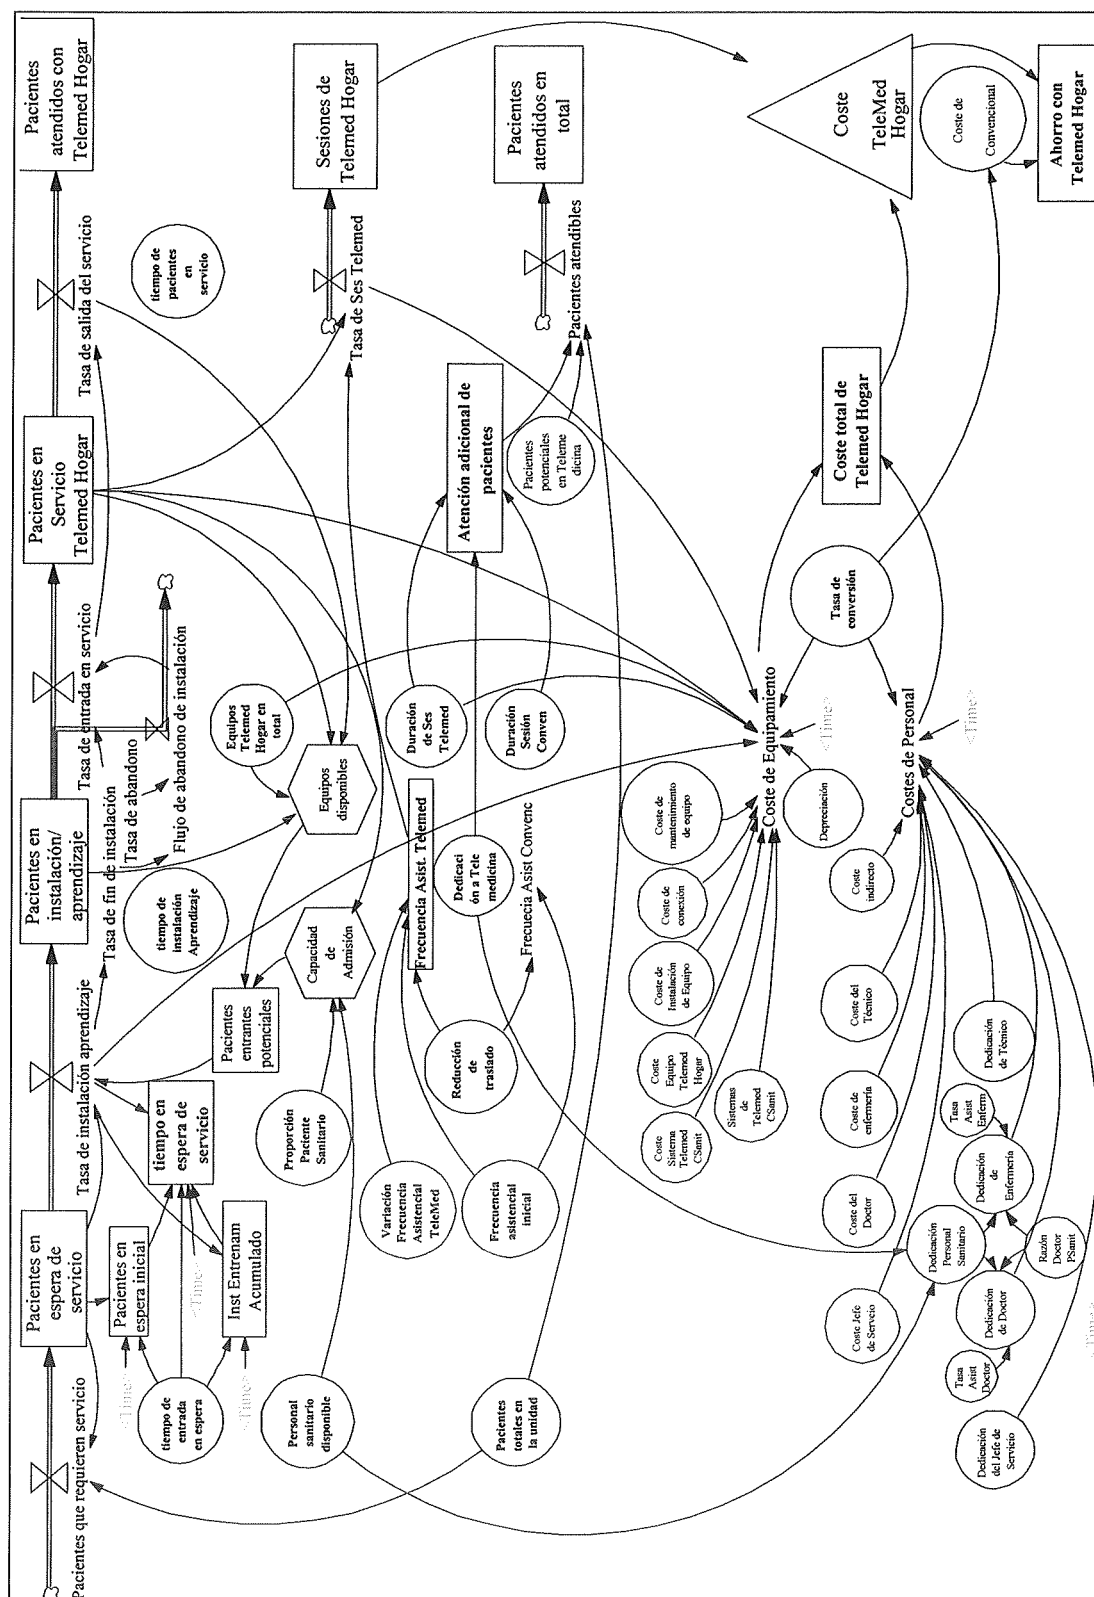 Pacientes que requieren servicio
Pacientes en
espera de
servicio
Tasa de instalación aprendizaje
Pacientes en
instalación/
aprendizaje
Tasa de fin de instalación
Tasa de abandono
Flujo de abandono de instalación
Tasa de entrada en servicio
Pacientes en
Servicio
Telemed Hogar
Tasa de salida del servicio
Pacientes
atendidos con
Telemed Hogar
<Time>
Pacientes en
espera inicial
tiempo de
entrada
en espera
<Time>
<Time>
Inst Entrenam
Acumulado
tiempo en
espera de
servicio
Pacientes
entrantes
potenciales
tiempo de
instalación
Aprendizaje
tiempo de
pacientes
en
servicio
Equipos
Telemed
Hogar en
total
Equipos
disponibles
Capacidad
de
Admisión
Proporción
Paciente
Sanitario
Personal
sanitario
disponible
Sesiones de
Telemed Hogar
Tasa de Ses Telemed
Variación
Frecuencia
Asistencial
TeleMed
Frecuencia Asist. Telemed
Reducción
de
traslado
Frecuencia
asistencial
inicial
Frecuecia Asist Convenc
Dedicaci
ón a Tele
medicina
Duración
de Ses
Telemed
Duración
Sesión
Conven
Atención adicional de
pacientes
Pacientes
potenciales
en Teleme
dicina
Pacientes atendibles
Pacientes
atendidos en
total
Pacientes
totales en
la unidad
Coste de
mantenimiento
de equipo
Coste de
conexión
Coste de
Instalación
de Equipo
Coste
Equipo
Telemed
Hogar
Coste
Sistema
Telemed
CSanit
Sistemas
de
Telemed
CSanit
Coste de Equipamiento
<Time>
Depreciación
Tasa de
conversión
Coste total de
Telemed Hogar
Coste
TeleMed
Hogar
Coste de
Convencional
Ahorro con
Telemed Hogar
Costes de Personal
<Time>
Coste
indirecto
Coste del
Técnico
Coste de
enfermería
Coste del
Doctor
Coste Jefe
de Servcio
Dedicación
de Técnico
Tasa
Asist
Enferm
Dedicación
de
Enfermería
Dedicación
Personal
Sanitario
Razón
Doctor
PSanit
Dedicación
de Doctor
Tasa
Asist
Doctor
Dedicación
del Jefe de
Servicio
<Time>